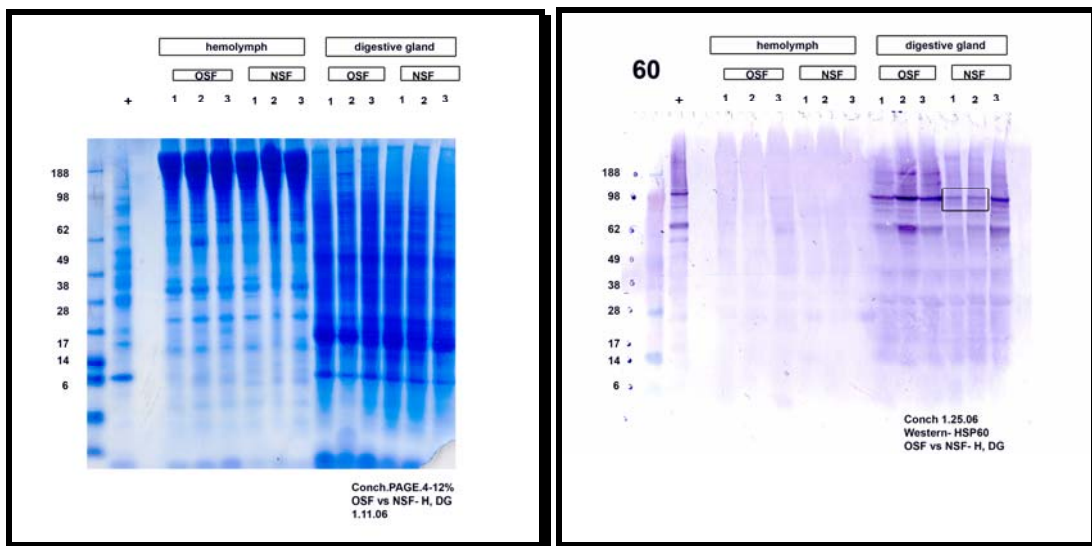 hemolymph digestive gland
OSF NSF OSF NSF
+ 1 2 3 1 2 3 1 2 3 1 2 3
188
98
62
49
38
28
17
14
6
Conch.PAGE.4-12%
OSF vs NSF- H, DG
1.11.06
60
hemolymph digestive gland
OSF NSF OSF NSF
+ 1 2 3 1 2 3 1 2 3 1 2 3
188
98
62
49
38
28
17
14
6
Conch 1.25.06
Western- HSP60
OSF vs NSF- H, DG